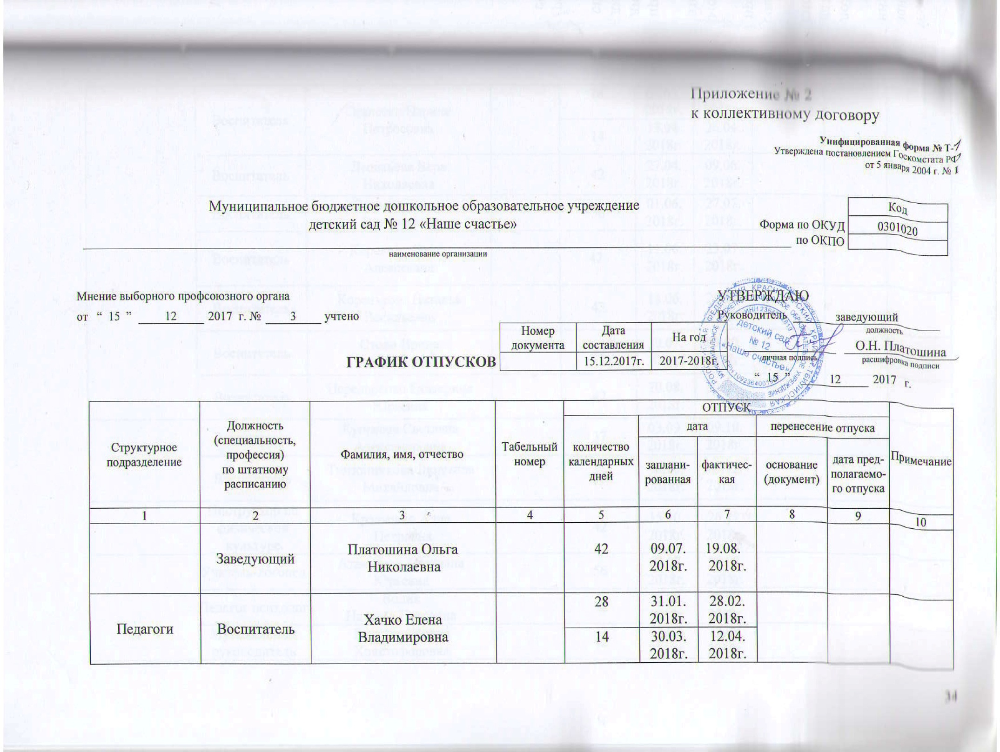 Приложение № 2
к коллективному договору
Унифицированная форма № Т-7
Утверждена постановлением Госкомстата РФ
от 5 января 2004 г. № 1
Муниципальное бюджетное дошкольное образовательное учреждение
детский сад № 12 «Наше счастье»
наименование организации
Код
Форма по ОКУД 0301020
по ОКПО
Мнение выборного профсоюзного органа
от “ 15 ” 12 2017 г. № 3 учтено
УТВЕРЖДАЮ
Руководитель заведующий
должность
О.Н. Платошина
личная подпись расшифровка подписи
“ 15 ” 12 2017 г.
детский сад
№ 12
«Наше счастье»
ГРАФИК ОТПУСКОВ
Номер документа Дата составления На год
15.12.2017г. 2017-2018г.
Структурное
подразделение
Должность
(специальность,
профессия)
по штатному
расписанию
Фамилия, имя, отчество
Табельный
номер
ОТПУСК
количество
календарных
дней
дата
заплани-
рованная
фактичес-
кая
перенесение отпуска
основание
(документ)
дата пред-
полагаемо-
го отпуска
Примечание
1 2 3 4 5 6 7 8 9 10
Заведующий
Платошина Ольга
Николаевна
42
09.07.
2018г.
19.08.
2018г.
Педагоги
Воспитатель
Хачко Елена
Владимировна
28
31.01.
2018г.
28.02.
2018г.
14
30.03.
2018г.
12.04.
2018г.
34